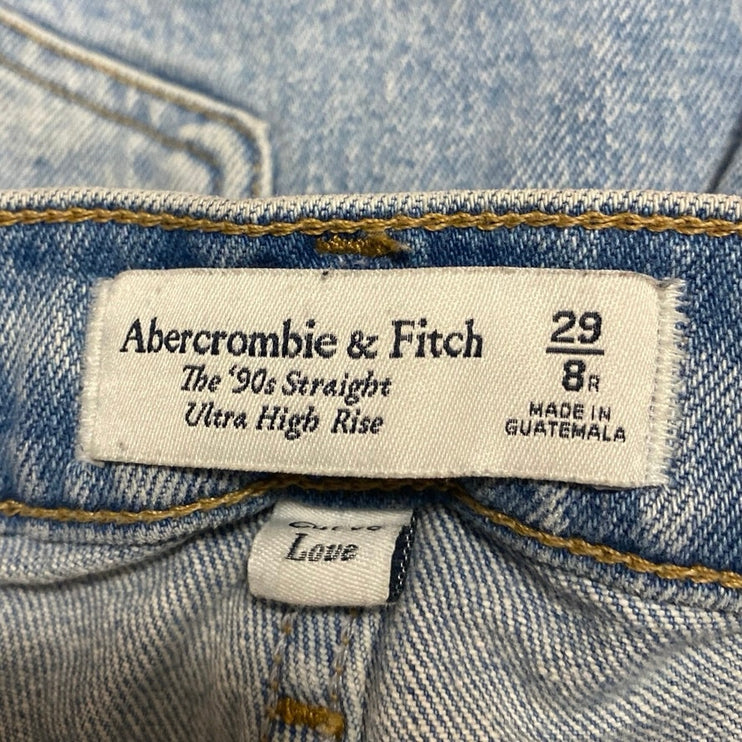 Abercrombie & Fitch
The '90s Straight
Ultra High Rise
29
8R
MADE IN
GUATEMALA
Love